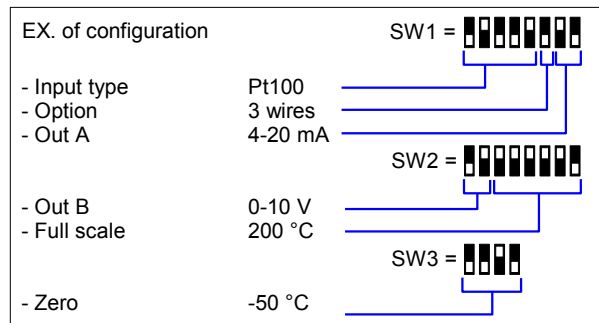 EX. of configuration SW1 =
- Input type Pt100
- Option 3 wires
- Out A 4-20 mA
SW2 =
- Out B 0-10 V
- Full scale 200 °C
SW3 =
- Zero -50 °C